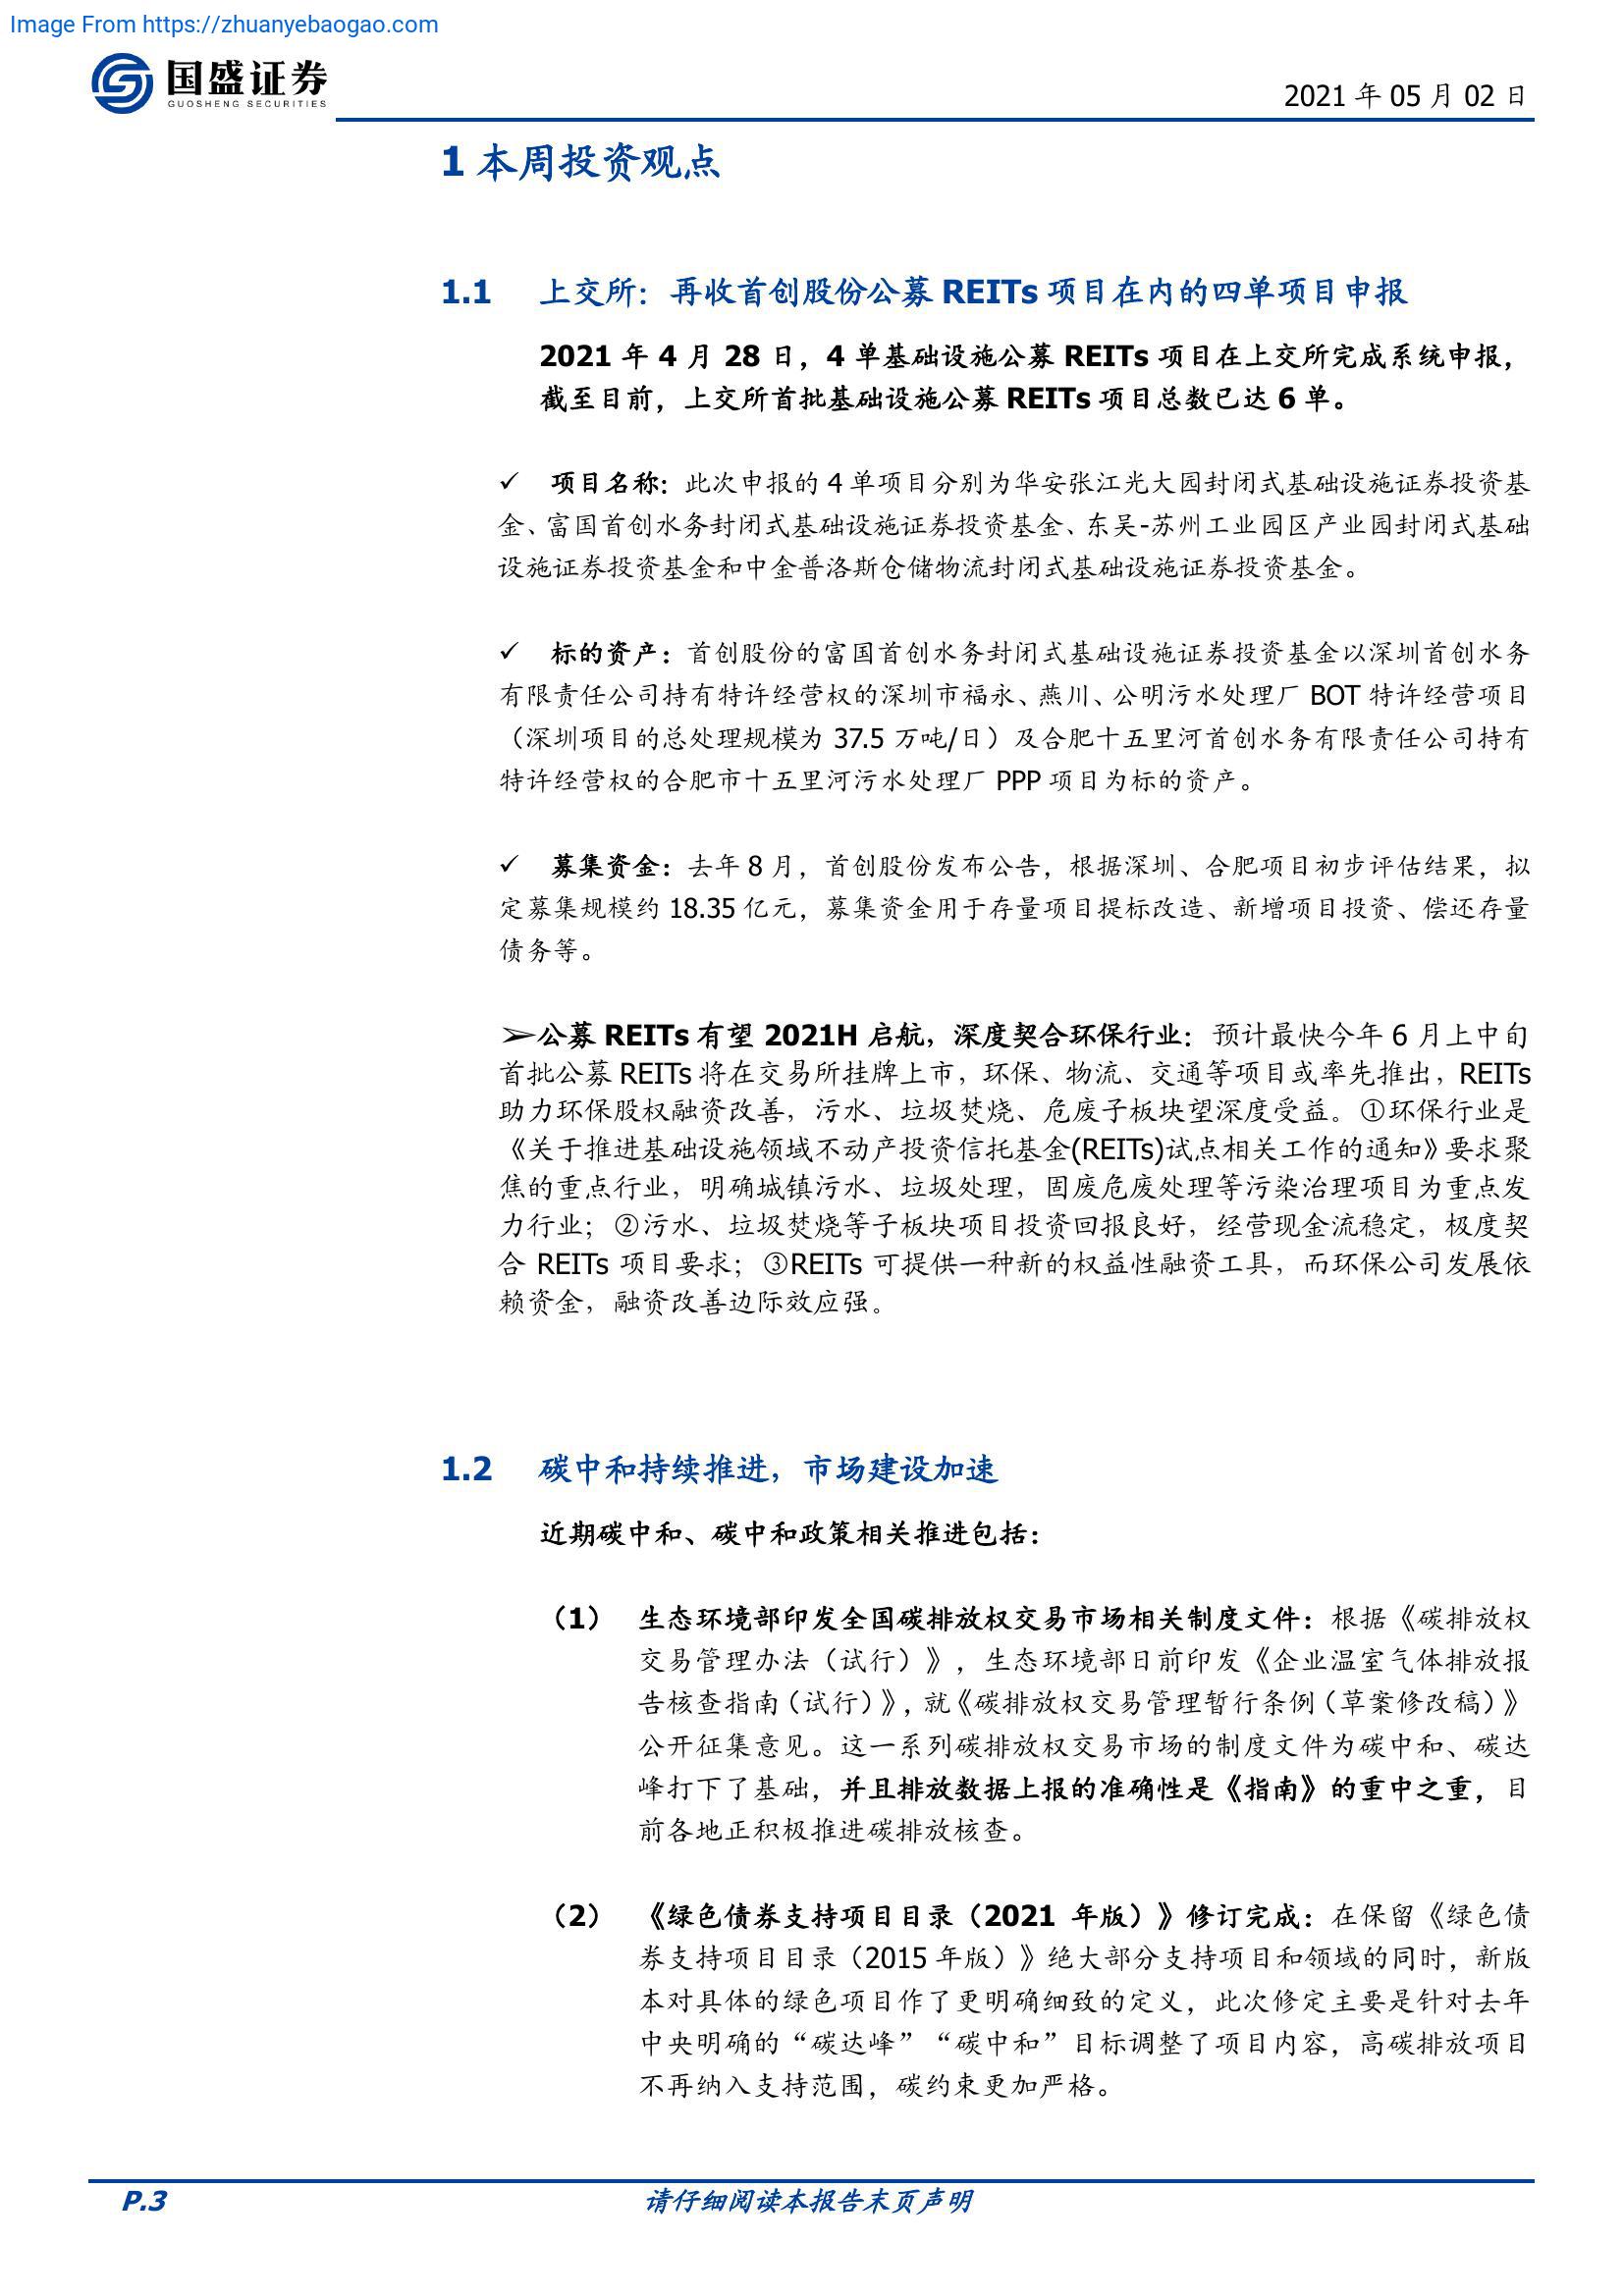 Image From https://zhuanyebaogao.com
国盛证券
GUOSHENG SECURITIES
2021 年 05 月 02 日
1 本周投资观点
1.1 上交所：再收首创股份公募 REITs 项目在内的四单项目申报
2021 年 4 月 28 日，4 单基础设施公募 REITs 项目在上交所完成系统申报，
截至目前，上交所首批基础设施公募 REITs 项目总数已达 6 单。
✓ 项目名称：此次申报的 4 单项目分别为华安张江光大园封闭式基础设施证券投资基
金、富国首创水务封闭式基础设施证券投资基金、东吴-苏州工业园区产业园封闭式基础
设施证券投资基金和中金普洛斯仓储物流封闭式基础设施证券投资基金。
✓ 标的资产：首创股份的富国首创水务封闭式基础设施证券投资基金以深圳首创水务
有限责任公司持有特许经营权的深圳市福永、燕川、公明污水处理厂 BOT 特许经营项目
（深圳项目的总处理规模为 37.5 万吨/日）及合肥十五里河首创水务有限责任公司持有
特许经营权的合肥市十五里河污水处理厂 PPP 项目为标的资产。
✓ 募集资金：去年 8 月，首创股份发布公告，根据深圳、合肥项目初步评估结果，拟
定募集规模约 18.35 亿元，募集资金用于存量项目提标改造、新增项目投资、偿还存量
债务等。
➢公募 REITs 有望 2021H 启航，深度契合环保行业：预计最快今年 6 月上中旬
首批公募 REITs 将在交易所挂牌上市，环保、物流、交通等项目或率先推出，REITs
助力环保股权融资改善，污水、垃圾焚烧、危废子板块望深度受益。①环保行业是
《关于推进基础设施领域不动产投资信托基金(REITs)试点相关工作的通知》要求聚
焦的重点行业，明确城镇污水、垃圾处理，固废危废处理等污染治理项目为重点发
力行业；②污水、垃圾焚烧等子板块项目投资回报良好，经营现金流稳定，极度契
合 REITs 项目要求；③REITs 可提供一种新的权益性融资工具，而环保公司发展依
赖资金，融资改善边际效应强。
1.2 碳中和持续推进，市场建设加速
近期碳中和、碳中和政策相关推进包括：
（1） 生态环境部印发全国碳排放权交易市场相关制度文件：根据《碳排放权
交易管理办法（试行）》，生态环境部日前印发《企业温室气体排放报
告核查指南（试行）》，就《碳排放权交易管理暂行条例（草案修改稿）》
公开征集意见。这一系列碳排放权交易市场的制度文件为碳中和、碳达
峰打下了基础，并且排放数据上报的准确性是《指南》的重中之重，目
前各地正积极推进碳排放核查。
（2） 《绿色债券支持项目目录（2021 年版）》修订完成：在保留《绿色债
券支持项目目录（2015 年版）》绝大部分支持项目和领域的同时，新版
本对具体的绿色项目作了更明确细致的定义，此次修定主要是针对去年
中央明确的“碳达峰”“碳中和”目标调整了项目内容，高碳排放项目
不再纳入支持范围，碳约束更加严格。
P.3 请仔细阅读本报告末页声明